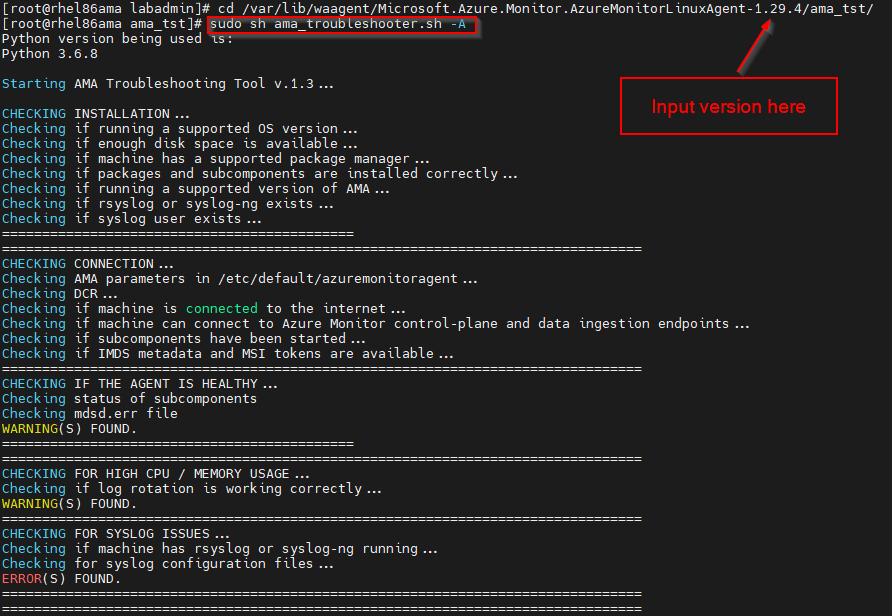 [root@rhel86ama labadmin]# cd /var/lib/waagent/Microsoft.Azure.Monitor.AzureMonitorLinuxAgent-1.29.4/ama_tst/
[root@rhel86ama ama_tst]# sudo sh ama_troubleshooter.sh -A
Python version being used is:
Python 3.6.8
Input version here
Starting AMA Troubleshooting Tool v.1.3...
CHECKING INSTALLATION...
Checking if running a supported OS version...
Checking if enough disk space is available...
Checking if machine has a supported package manager...
Checking if packages and subcomponents are installed correctly...
Checking if running a supported version of AMA...
Checking if rsyslog or syslog-ng exists...
Checking if syslog user exists...
============================================
================================================================================
CHECKING CONNECTION...
Checking AMA parameters in /etc/default/azuremonitoragent...
Checking DCR...
Checking if machine is connected to the internet...
Checking if machine can connect to Azure Monitor control-plane and data ingestion endpoints...
Checking if subcomponents have been started...
Checking if IMDS metadata and MSI tokens are available...
================================================================================
CHECKING IF THE AGENT IS HEALTHY...
Checking status of subcomponents
Checking mdsd.err file
WARNING(S) FOUND.
============================================
================================================================================
CHECKING FOR HIGH CPU / MEMORY USAGE...
Checking if log rotation is working correctly...
WARNING(S) FOUND.
================================================================================
CHECKING FOR SYSLOG ISSUES...
Checking if machine has rsyslog or syslog-ng running...
Checking for syslog configuration files...
ERROR(S) FOUND.
================================================================================
================================================================================